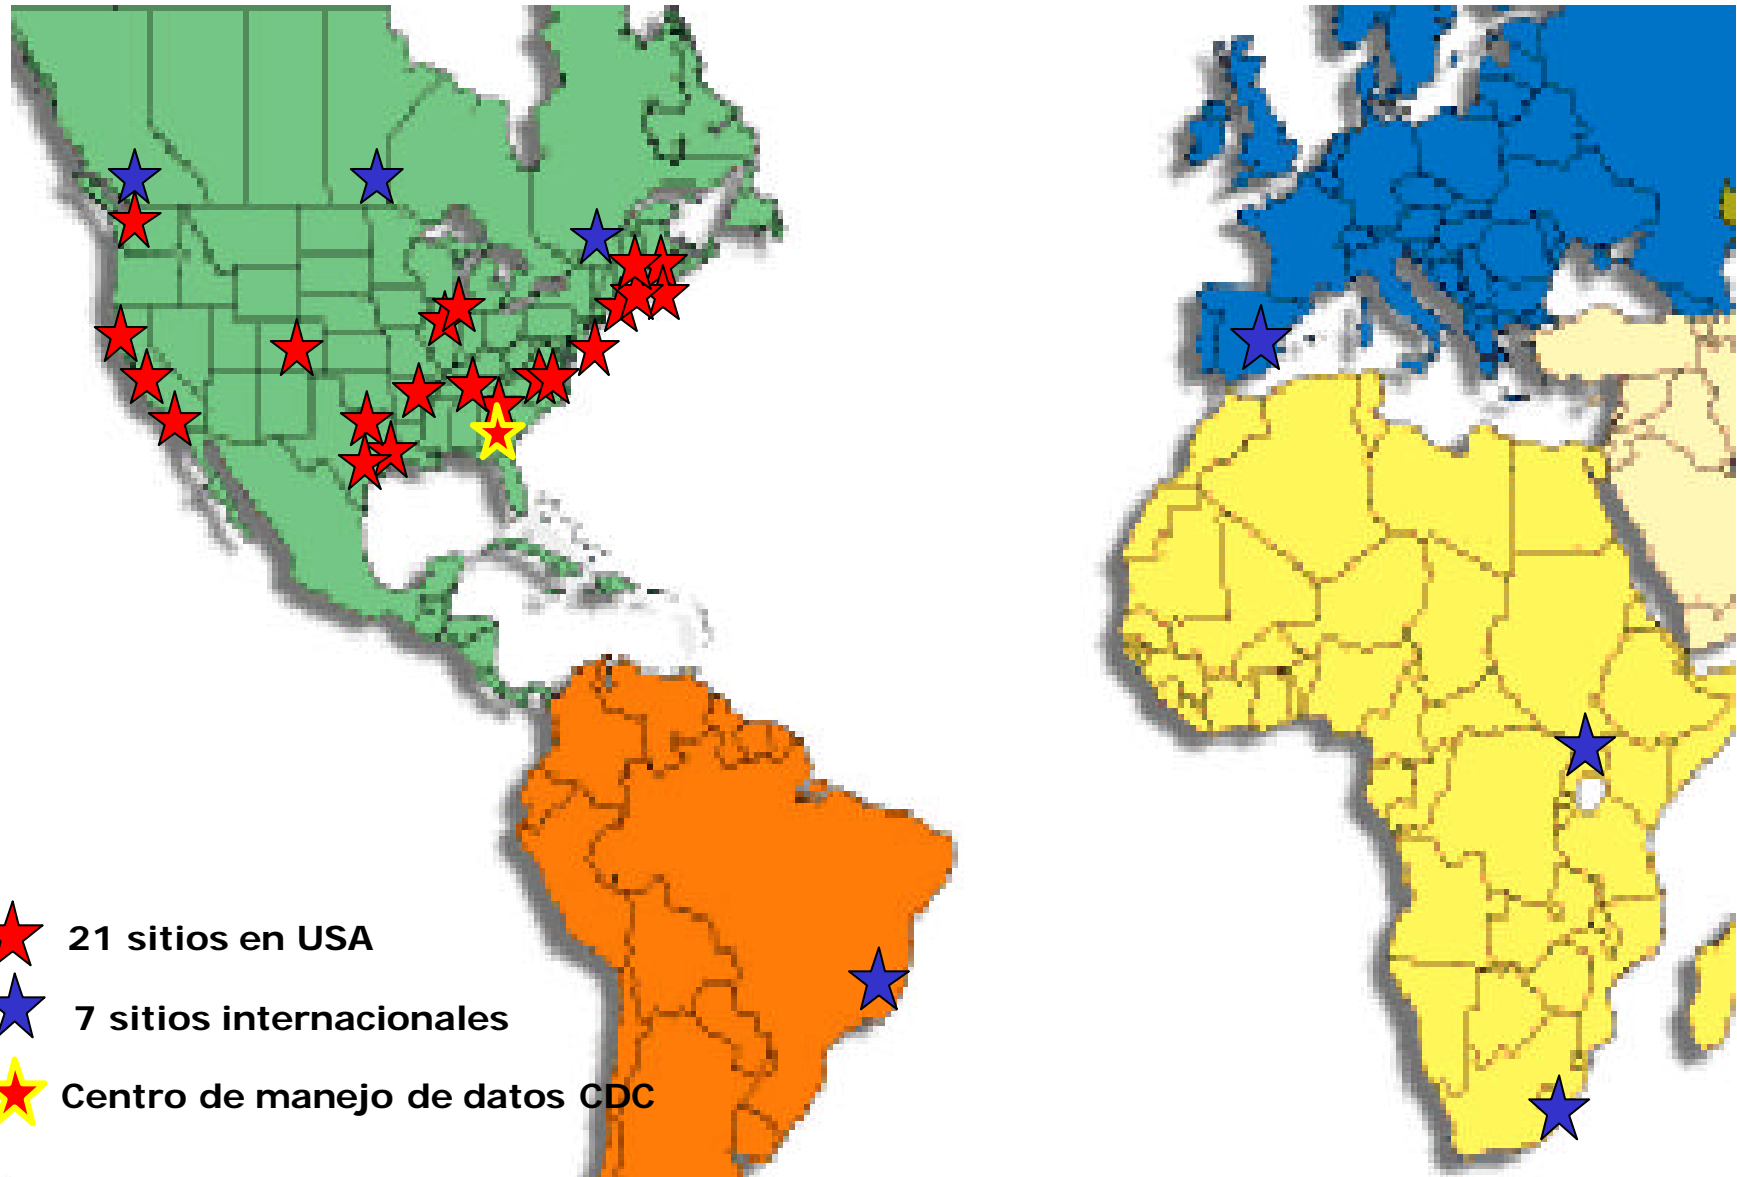 21 sitios en USA
7 sitios internacionales
Centro de manejo de datos CDC